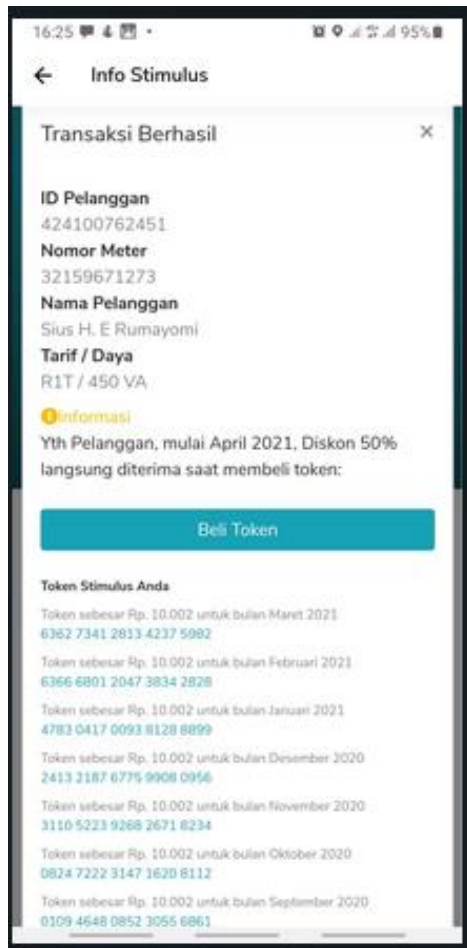 16:25
95%
Info Stimulus
Transaksi Berhasil
ID Pelanggan
424100762451
Nomor Meter
32159671273
Nama Pelanggan
Sius H. E Rumayomi
Tarif / Daya
R1T / 450 VA
Informasi
Yth Pelanggan, mulai April 2021, Diskon 50%
langsung diterima saat membeli token:
Beli Token
Token Stimulus Anda
Token sebesar Rp. 10.002 untuk bulan Maret 2021
6362 7341 2813 4237 5982
Token sebesar Rp. 10.002 untuk bulan Februari 2021
6366 6801 2047 3834 2828
Token sebesar Rp. 10.002 untuk bulan Januari 2021
4783 0417 0093 8128 8899
Token sebesar Rp. 10.002 untuk bulan Desember 2020
2413 2187 6775 9908 0956
Token sebesar Rp. 10.002 untuk bulan November 2020
3110 5223 9268 2671 8234
Token sebesar Rp. 10.002 untuk bulan Oktober 2020
0824 7222 3147 1620 8112
Token sebesar Rp. 10.002 untuk bulan September 2020
0109 4648 0852 3055 6861